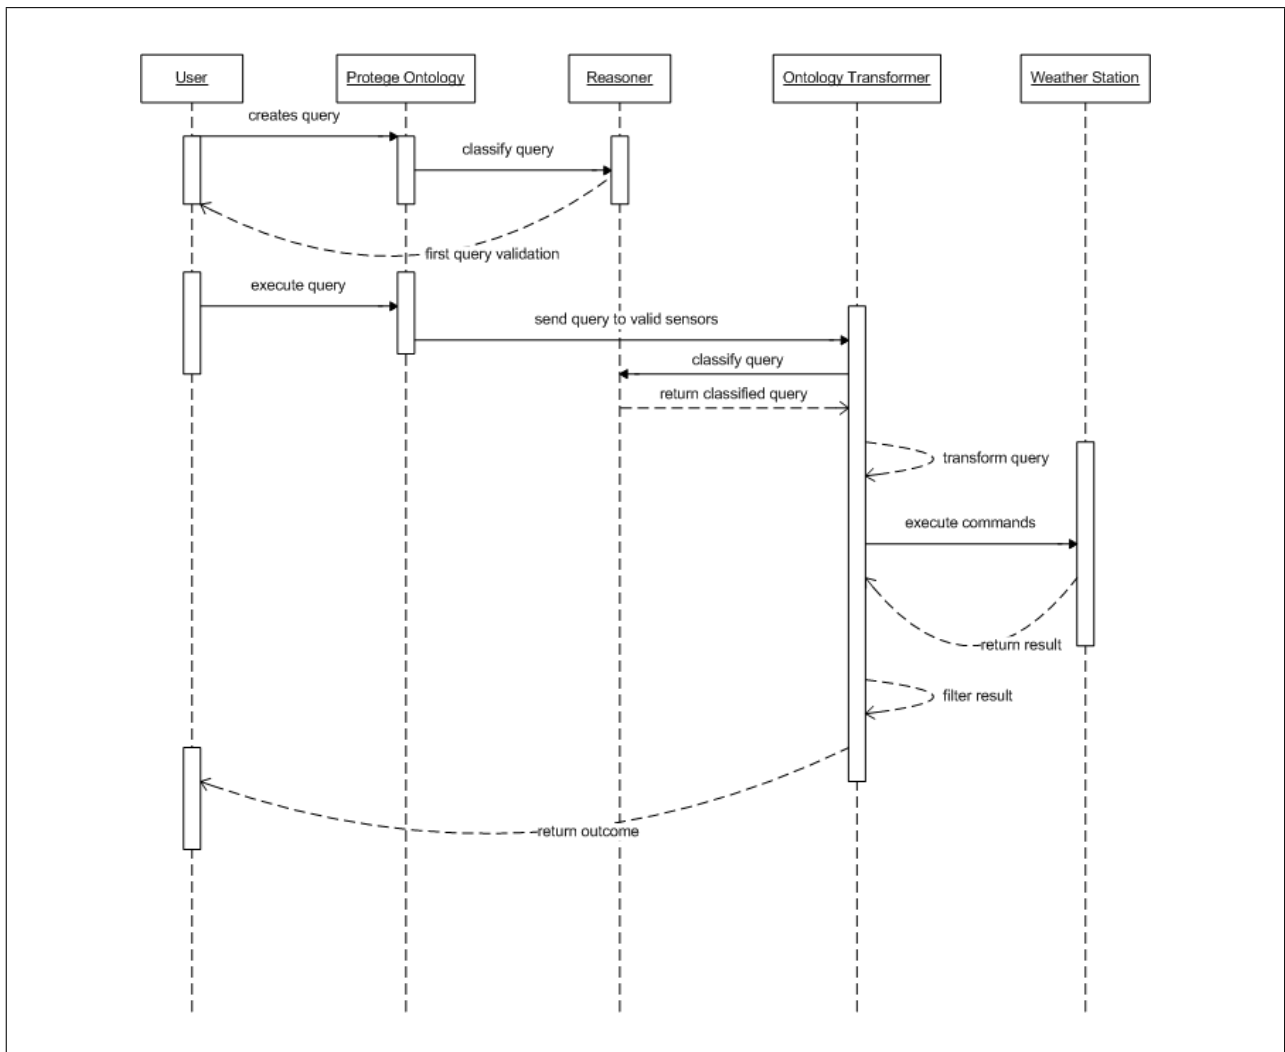 User
Protege Ontology
Reasoner
Ontology Transformer
Weather Station
creates query
classify query
first query validation
execute query
send query to valid sensors
classify query
return classified query
transform query
execute commands
return result
filter result
return outcome